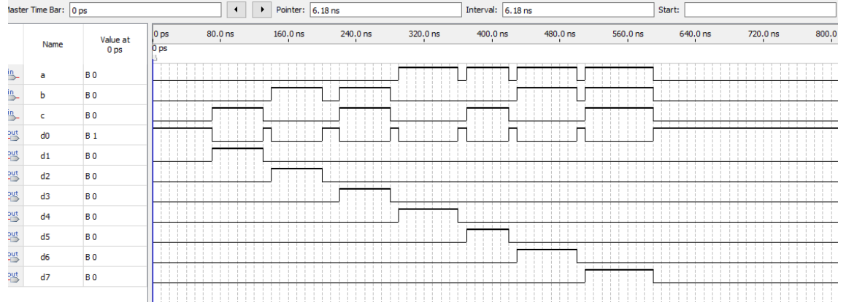 Master Time Bar: 0 ps Pointer: 6.18 ns Interval: 6.18 ns Start:
Name Value at 0 ps 0 ps 80.0 ns 160.0 ns 240.0 ns 320.0 ns 400.0 ns 480.0 ns 560.0 ns 640.0 ns 720.0 ns 800.0
0 ps
in a B 0
in b B 0
in c B 0
out d0 B 1
out d1 B 0
out d2 B 0
out d3 B 0
out d4 B 0
out d5 B 0
out d6 B 0
out d7 B 0